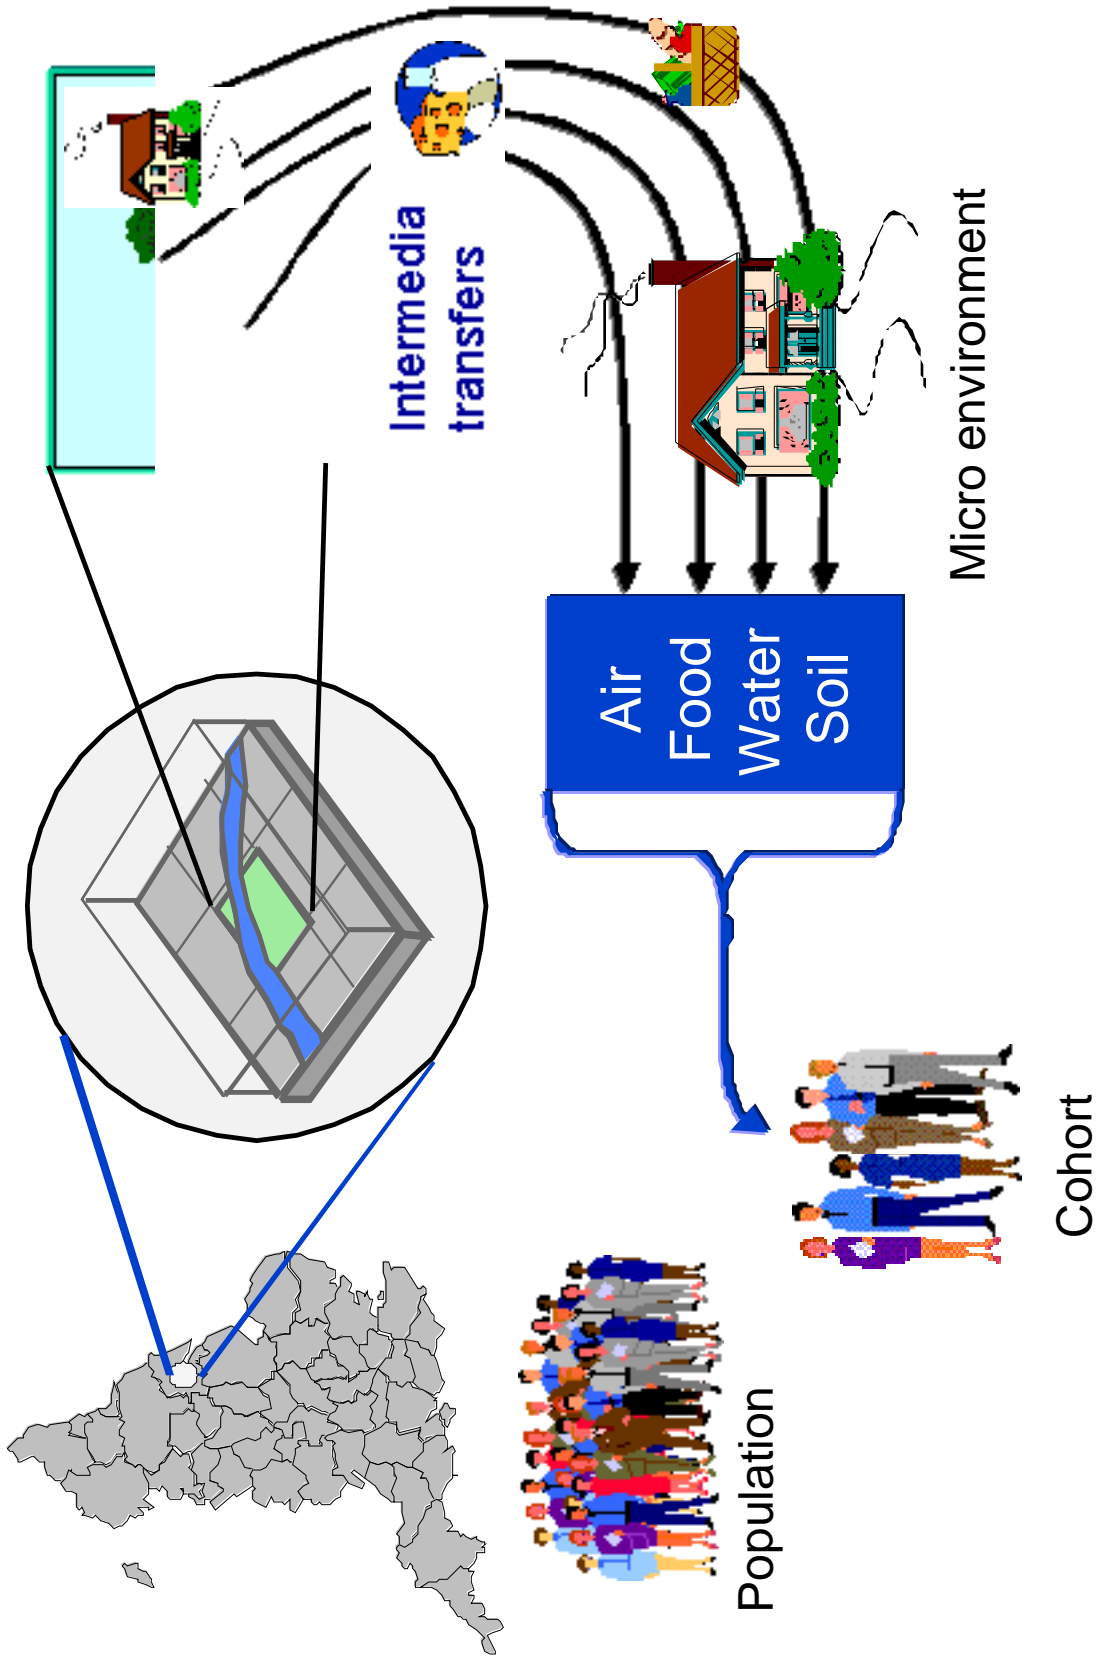 Intermedia
transfers
Micro environment
Air
Food
Water
Soil
Population
Cohort